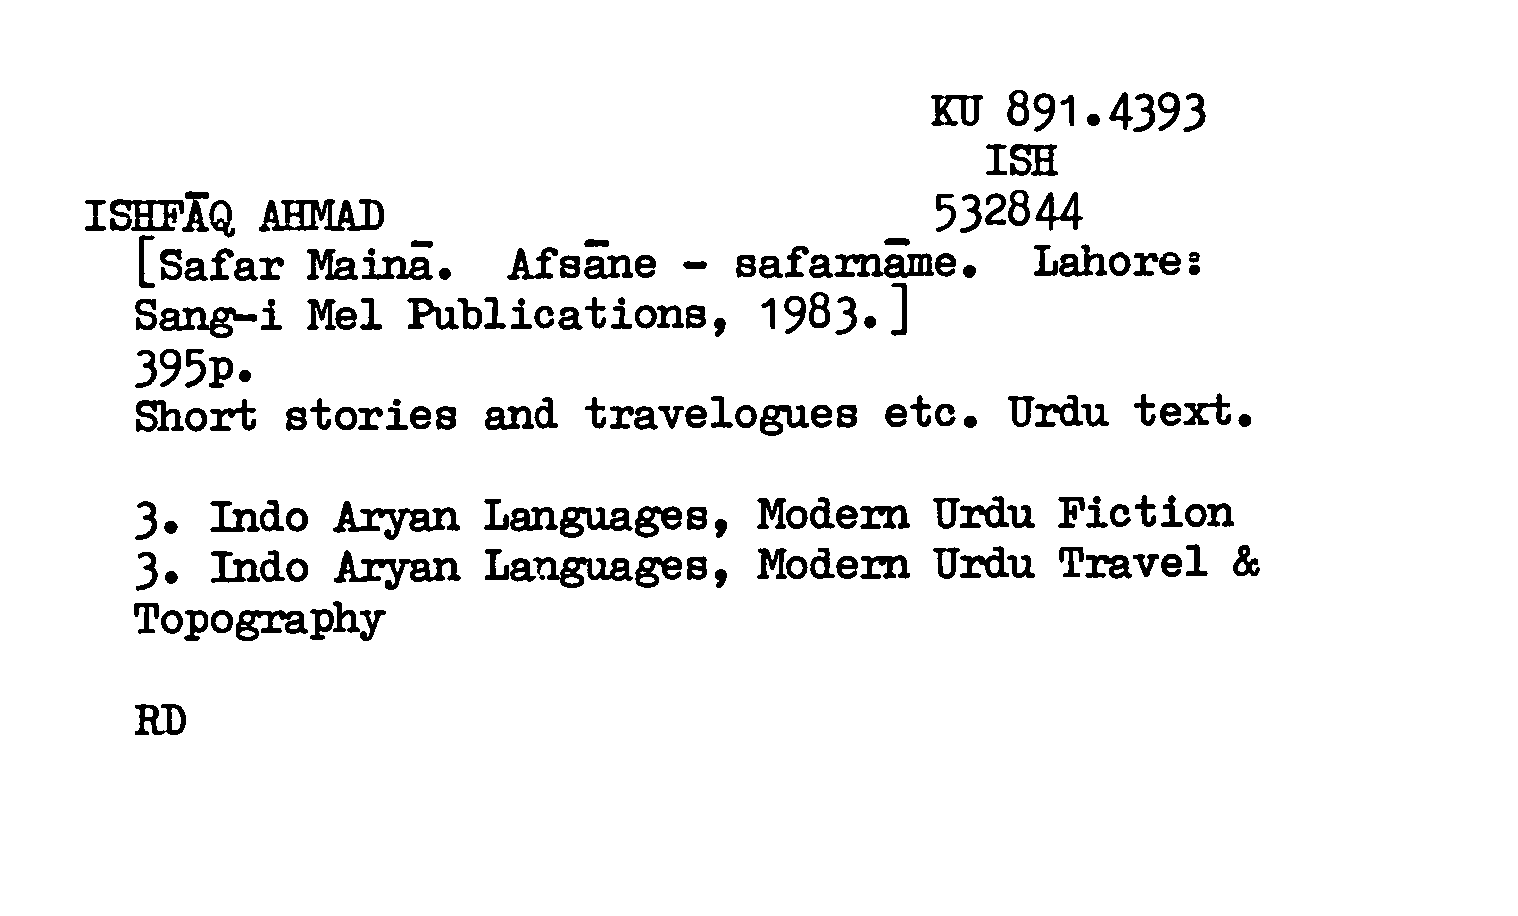 KU 891.4393
ISH
ISHFĀQ AHMAD 532844
[Safar Mainā. Afsāne - safarnāme. Lahore:
Sang-i Mel Publications, 1983.]
395p.
Short stories and travelogues etc. Urdu text.
3. Indo Aryan Languages, Modern Urdu Fiction
3. Indo Aryan Languages, Modern Urdu Travel &
Topography
RD